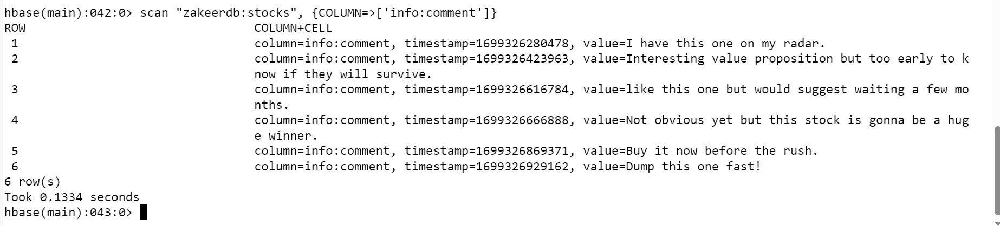 hbase(main):042:0> scan "zakeerdb:stocks", {COLUMN=>['info:comment']}
ROW                                COLUMN+CELL
 1                                 column=info:comment, timestamp=1699326280478, value=I have this one on my radar.
 2                                 column=info:comment, timestamp=1699326423963, value=Interesting value proposition but too early to k
                                   now if they will survive.
 3                                 column=info:comment, timestamp=1699326616784, value=like this one but would suggest waiting a few mo
                                   nths.
 4                                 column=info:comment, timestamp=1699326666888, value=Not obvious yet but this stock is gonna be a hug
                                   e winner.
 5                                 column=info:comment, timestamp=1699326869371, value=Buy it now before the rush.
 6                                 column=info:comment, timestamp=1699326929162, value=Dump this one fast!
6 row(s)
Took 0.1334 seconds
hbase(main):043:0>